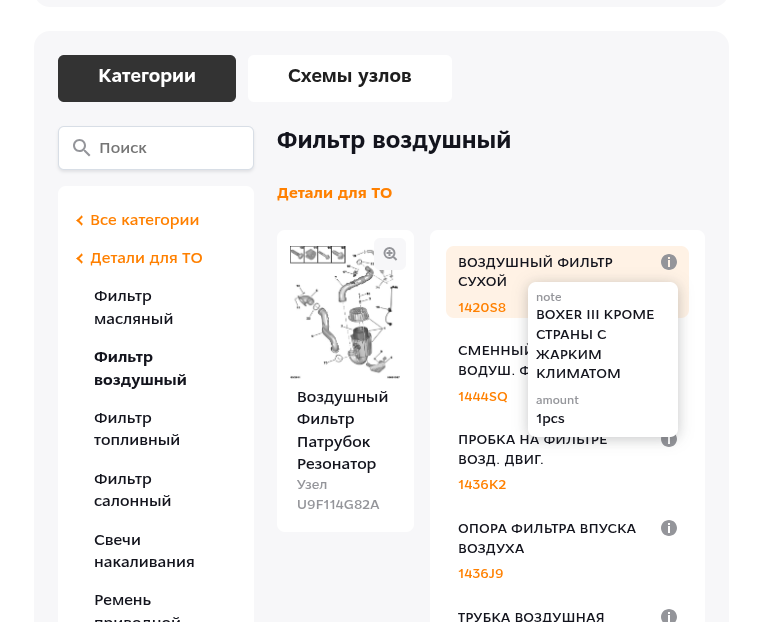 Категории
Схемы узлов
Поиск
Все категории
Детали для ТО
Фильтр
масляный
Фильтр
воздушный
Фильтр
топливный
Фильтр
салонный
Свечи
накаливания
Ремень
приводной
Фильтр воздушный
Детали для ТО
Воздушный
Фильтр
Патрубок
Резонатор
Узел
U9F114G82A
ВОЗДУШНЫЙ ФИЛЬТР
СУХОЙ
1420S8
note
BOXER III КРОМЕ
СТРАНЫ С
ЖАРКИМ
КЛИМАТОМ
amount
1pcs
СМЕННЫЙ
ВОДУШ. Ф
1444SQ
ПРОБКА НА ФИЛЬТРЕ
ВОЗД. ДВИГ.
1436K2
ОПОРА ФИЛЬТРА ВПУСКА
ВОЗДУХА
1436J9
ТРУБКА ВОЗДУШНАЯ